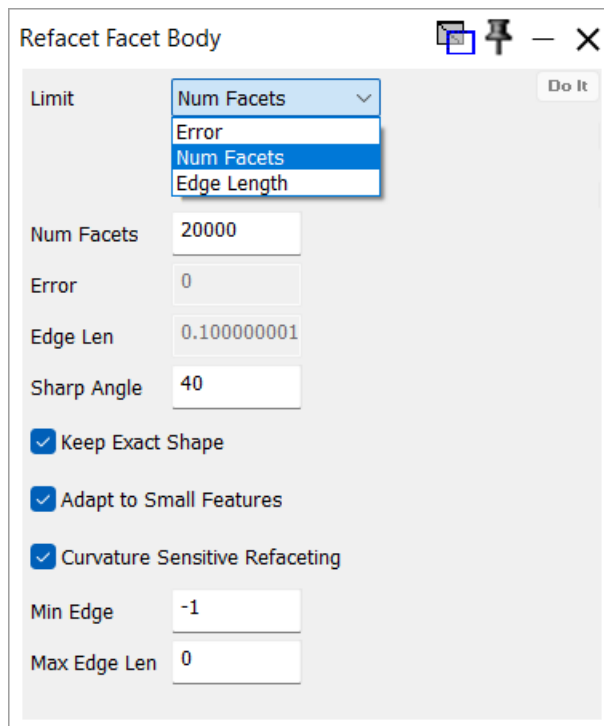 Refacet Facet Body
Limit Num Facets Do It
Error
Num Facets
Edge Length
Num Facets 20000
Error 0
Edge Len 0.100000001
Sharp Angle 40
Keep Exact Shape
Adapt to Small Features
Curvature Sensitive Refaceting
Min Edge -1
Max Edge Len 0